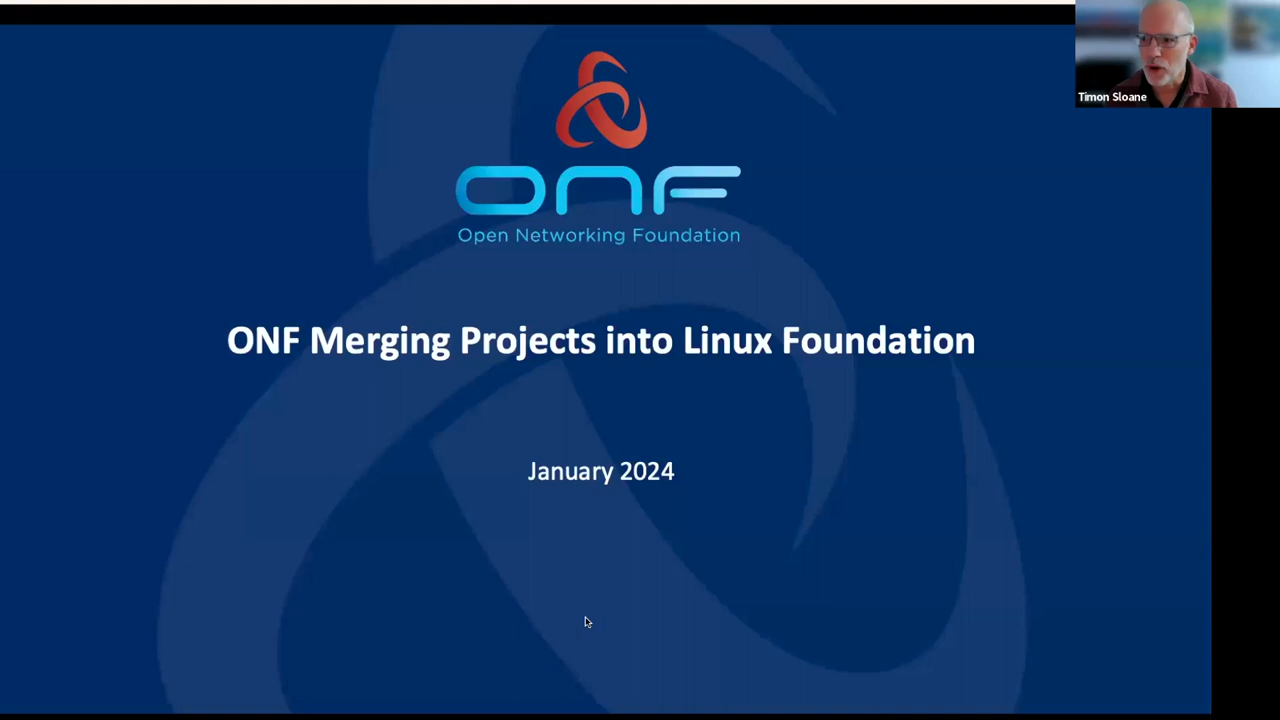 Timon Sloane
ONF
Open Networking Foundation
ONF Merging Projects into Linux Foundation
January 2024